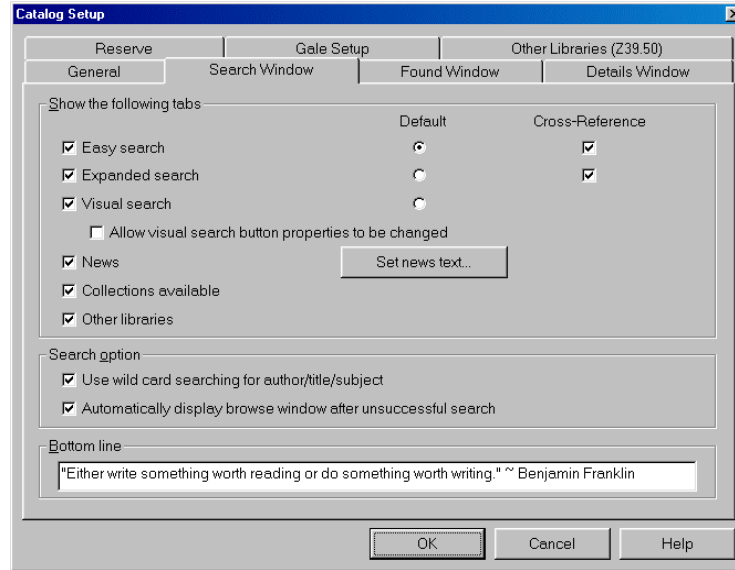 Catalog Setup
Reserve Gale Setup Other Libraries (Z39.50)
General Search Window Found Window Details Window
Show the following tabs
Default Cross-Reference
Easy search
Expanded search
Visual search
Allow visual search button properties to be changed
News Set news text...
Collections available
Other libraries
Search option
Use wild card searching for author/title/subject
Automatically display browse window after unsuccessful search
Bottom line
"Either write something worth reading or do something worth writing." ~ Benjamin Franklin
OK Cancel Help